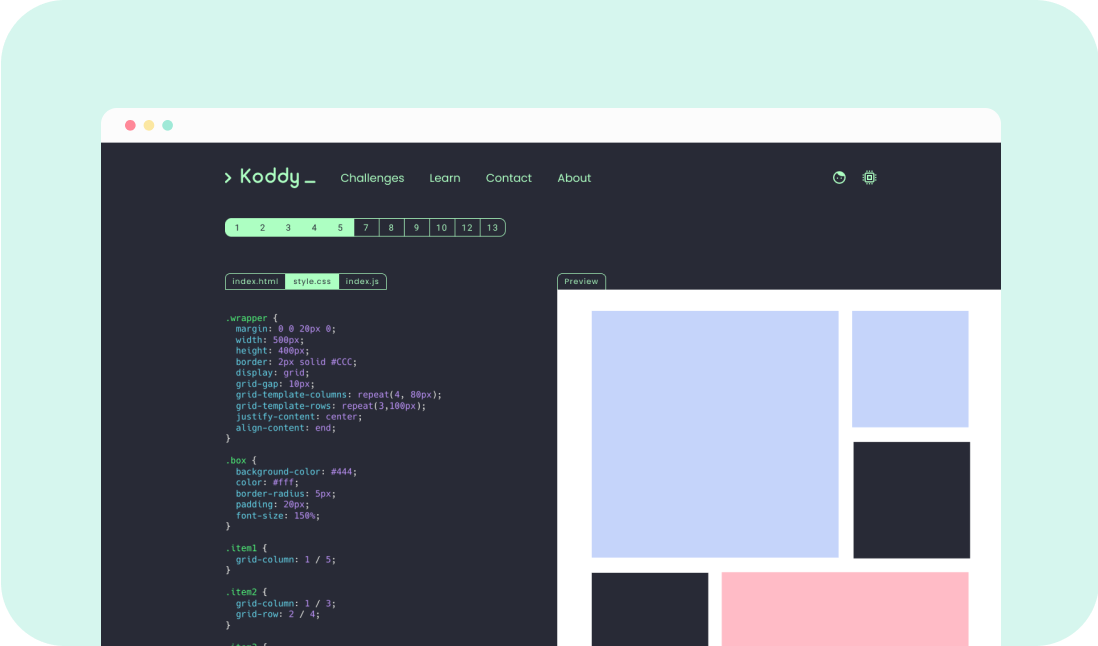 > Koddy_ Challenges Learn Contact About
1 2 3 4 5 7 8 9 10 12 13
index.html style.css index.js
Preview
.wrapper {
margin: 0 0 20px 0;
width: 500px;
height: 400px;
border: 2px solid #CCC;
display: grid;
grid-gap: 10px;
grid-template-columns: repeat(4, 80px);
grid-template-rows: repeat(3,100px);
justify-content: center;
align-content: end;
}
.box {
background-color: #444;
color: #fff;
border-radius: 5px;
padding: 20px;
font-size: 150%;
}
.item1 {
grid-column: 1 / 5;
}
.item2 {
grid-column: 1 / 3;
grid-row: 2 / 4;
}